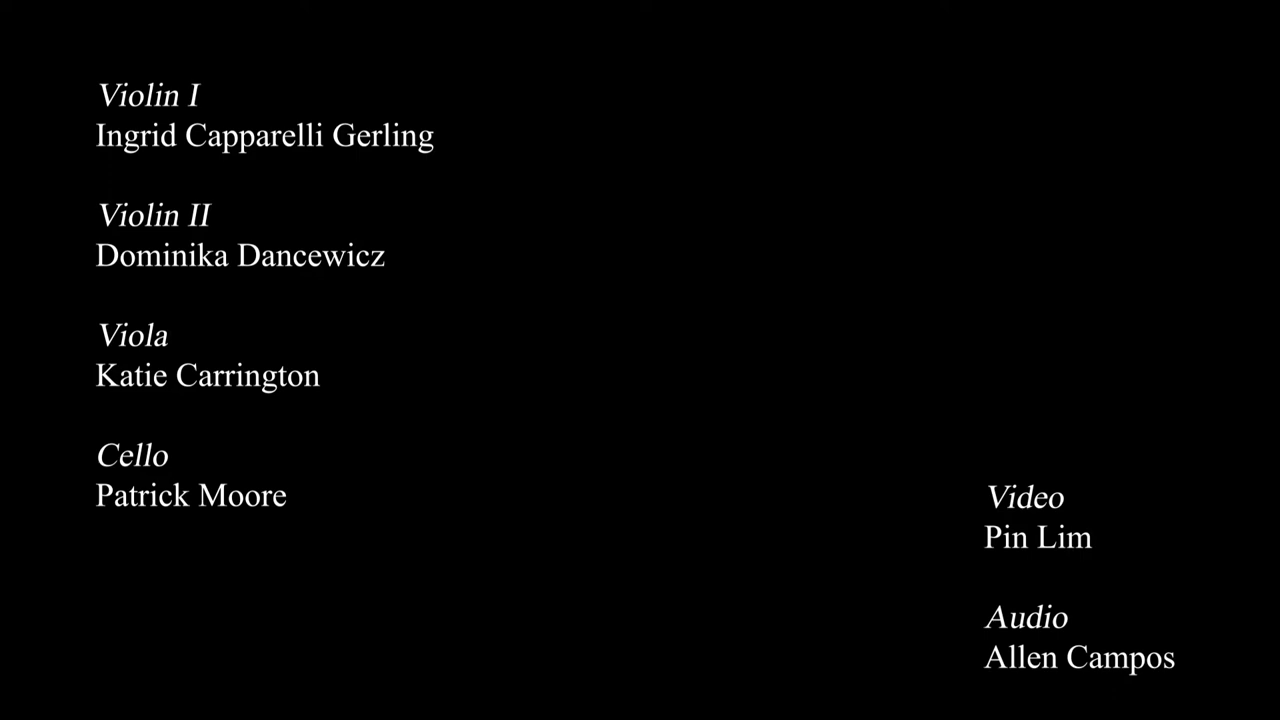 Violin I
Ingrid Capparelli Gerling
Violin II
Dominika Dancewicz
Viola
Katie Carrington
Cello
Patrick Moore
Video
Pin Lim
Audio
Allen Campos